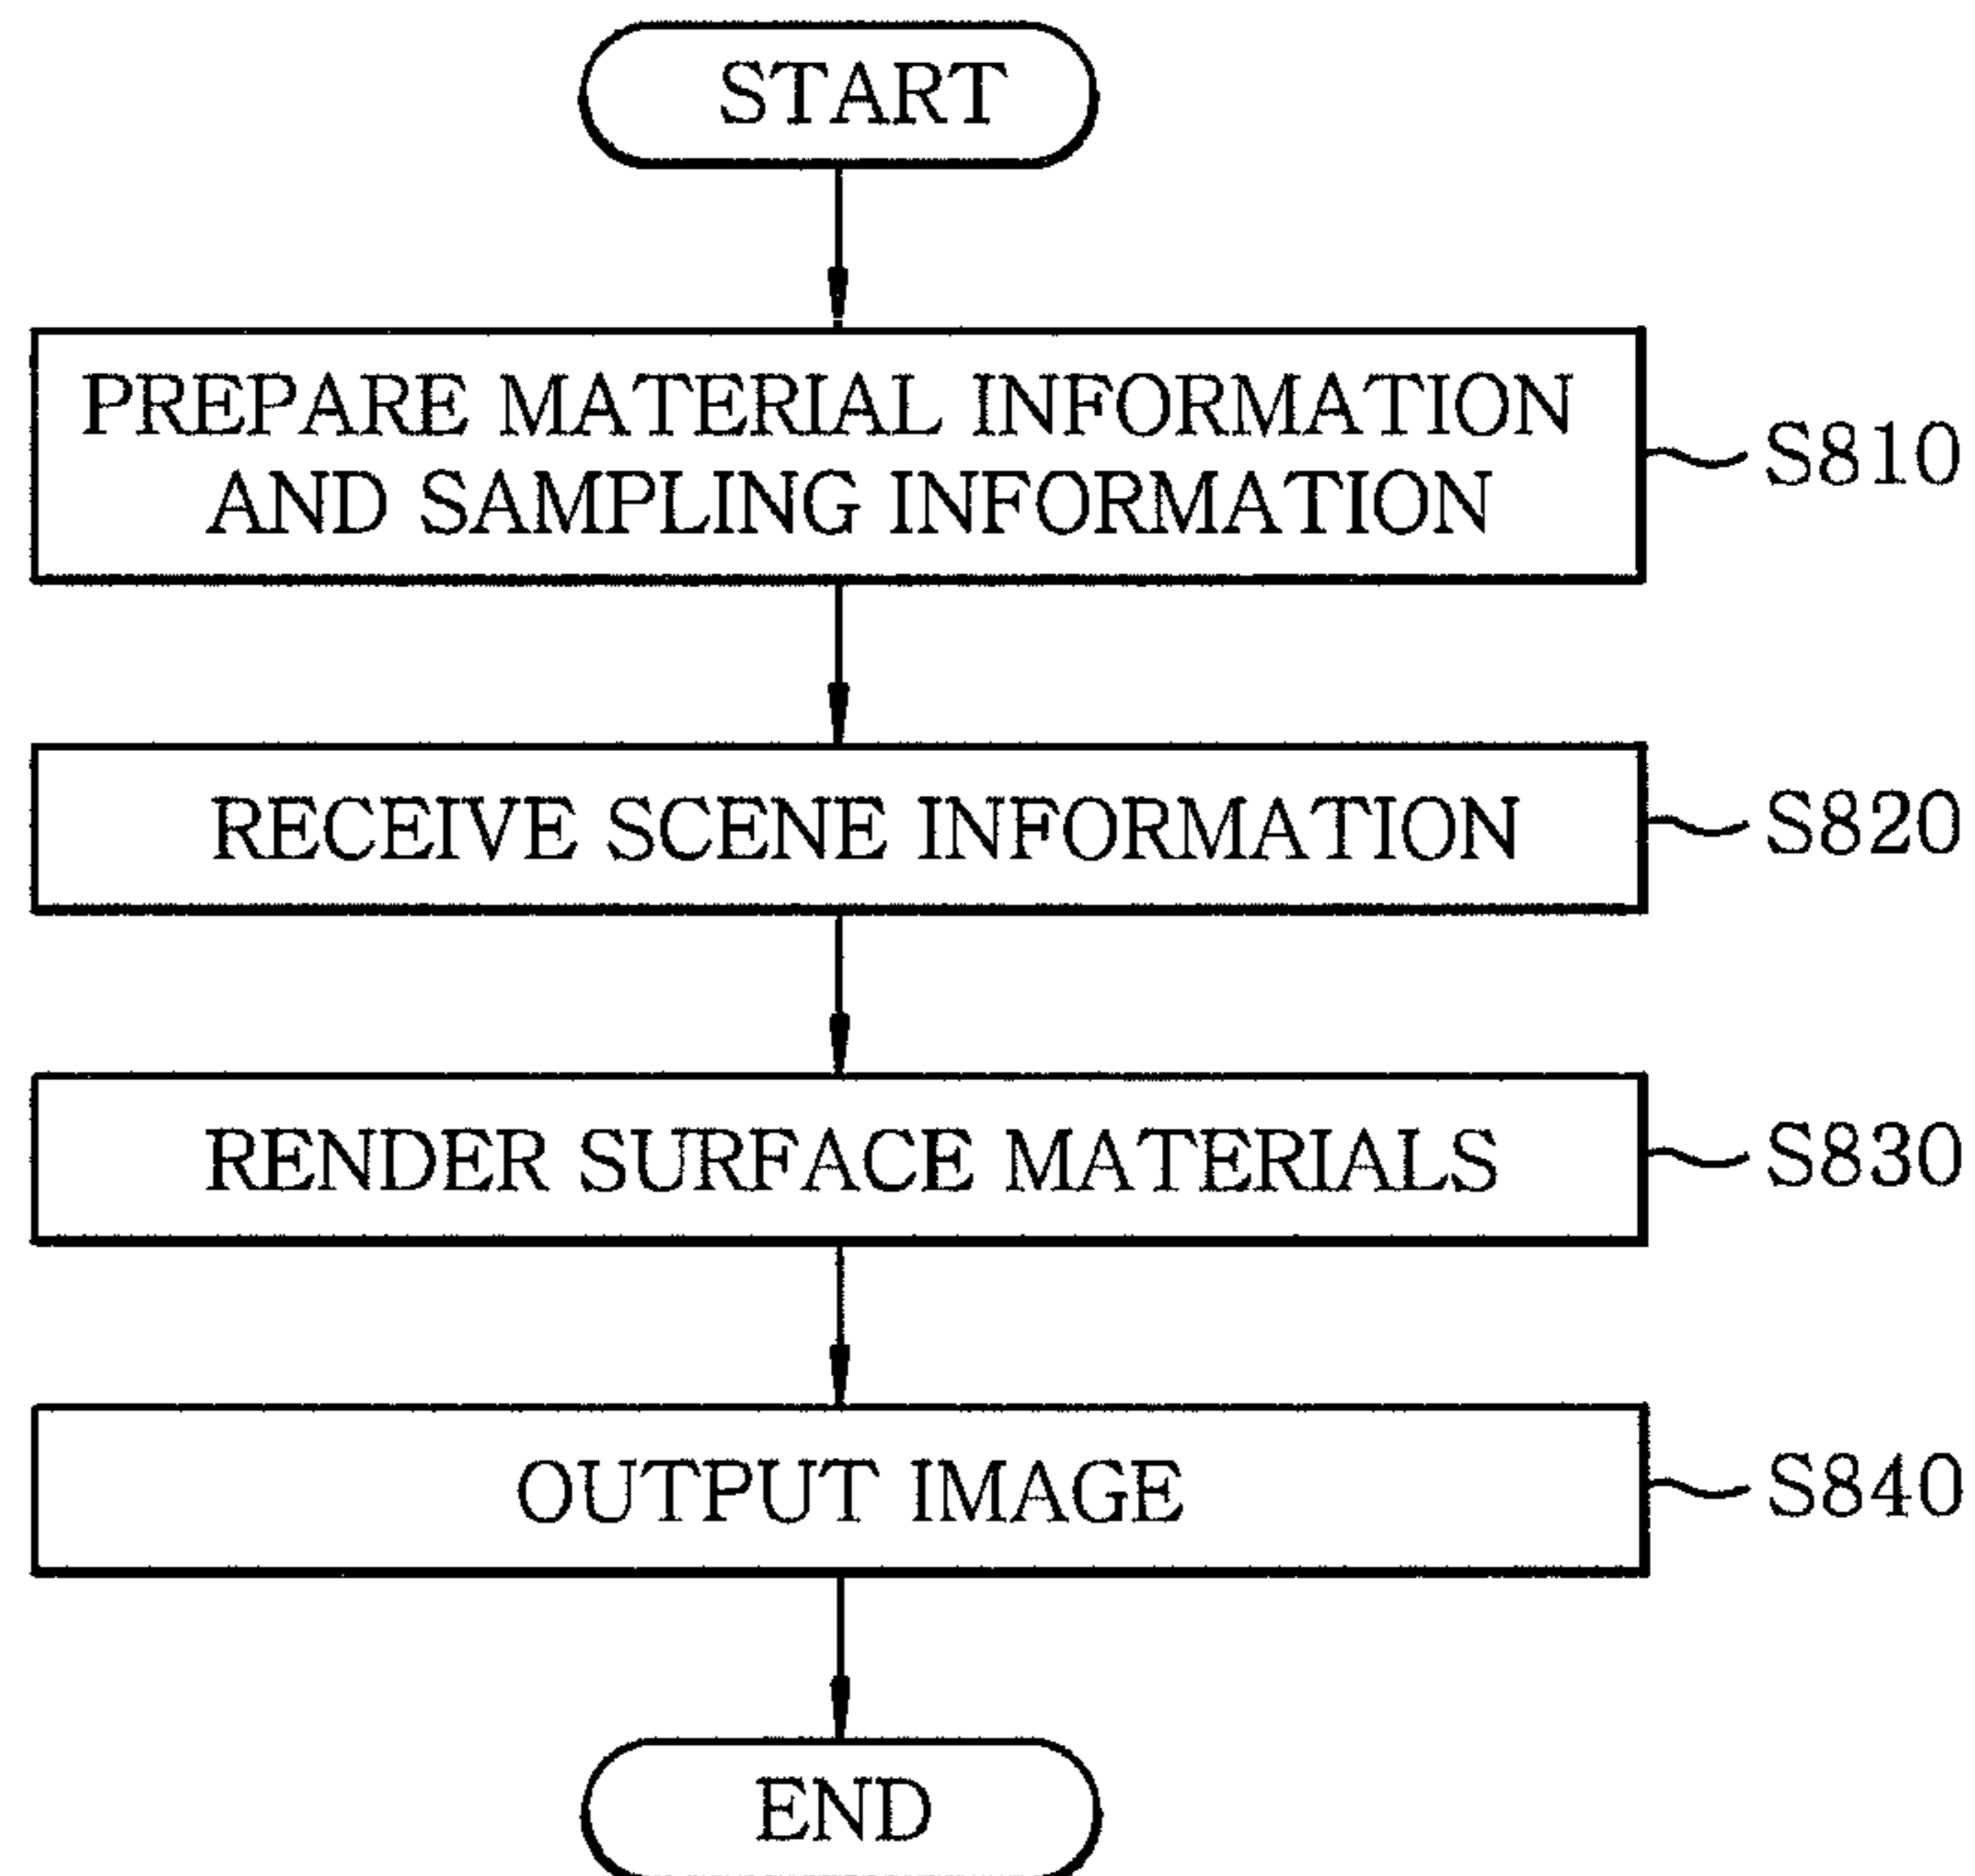 START
PREPARE MATERIAL INFORMATION
AND SAMPLING INFORMATION
S810
RECEIVE SCENE INFORMATION
S820
RENDER SURFACE MATERIALS
S830
OUTPUT IMAGE
S840
END